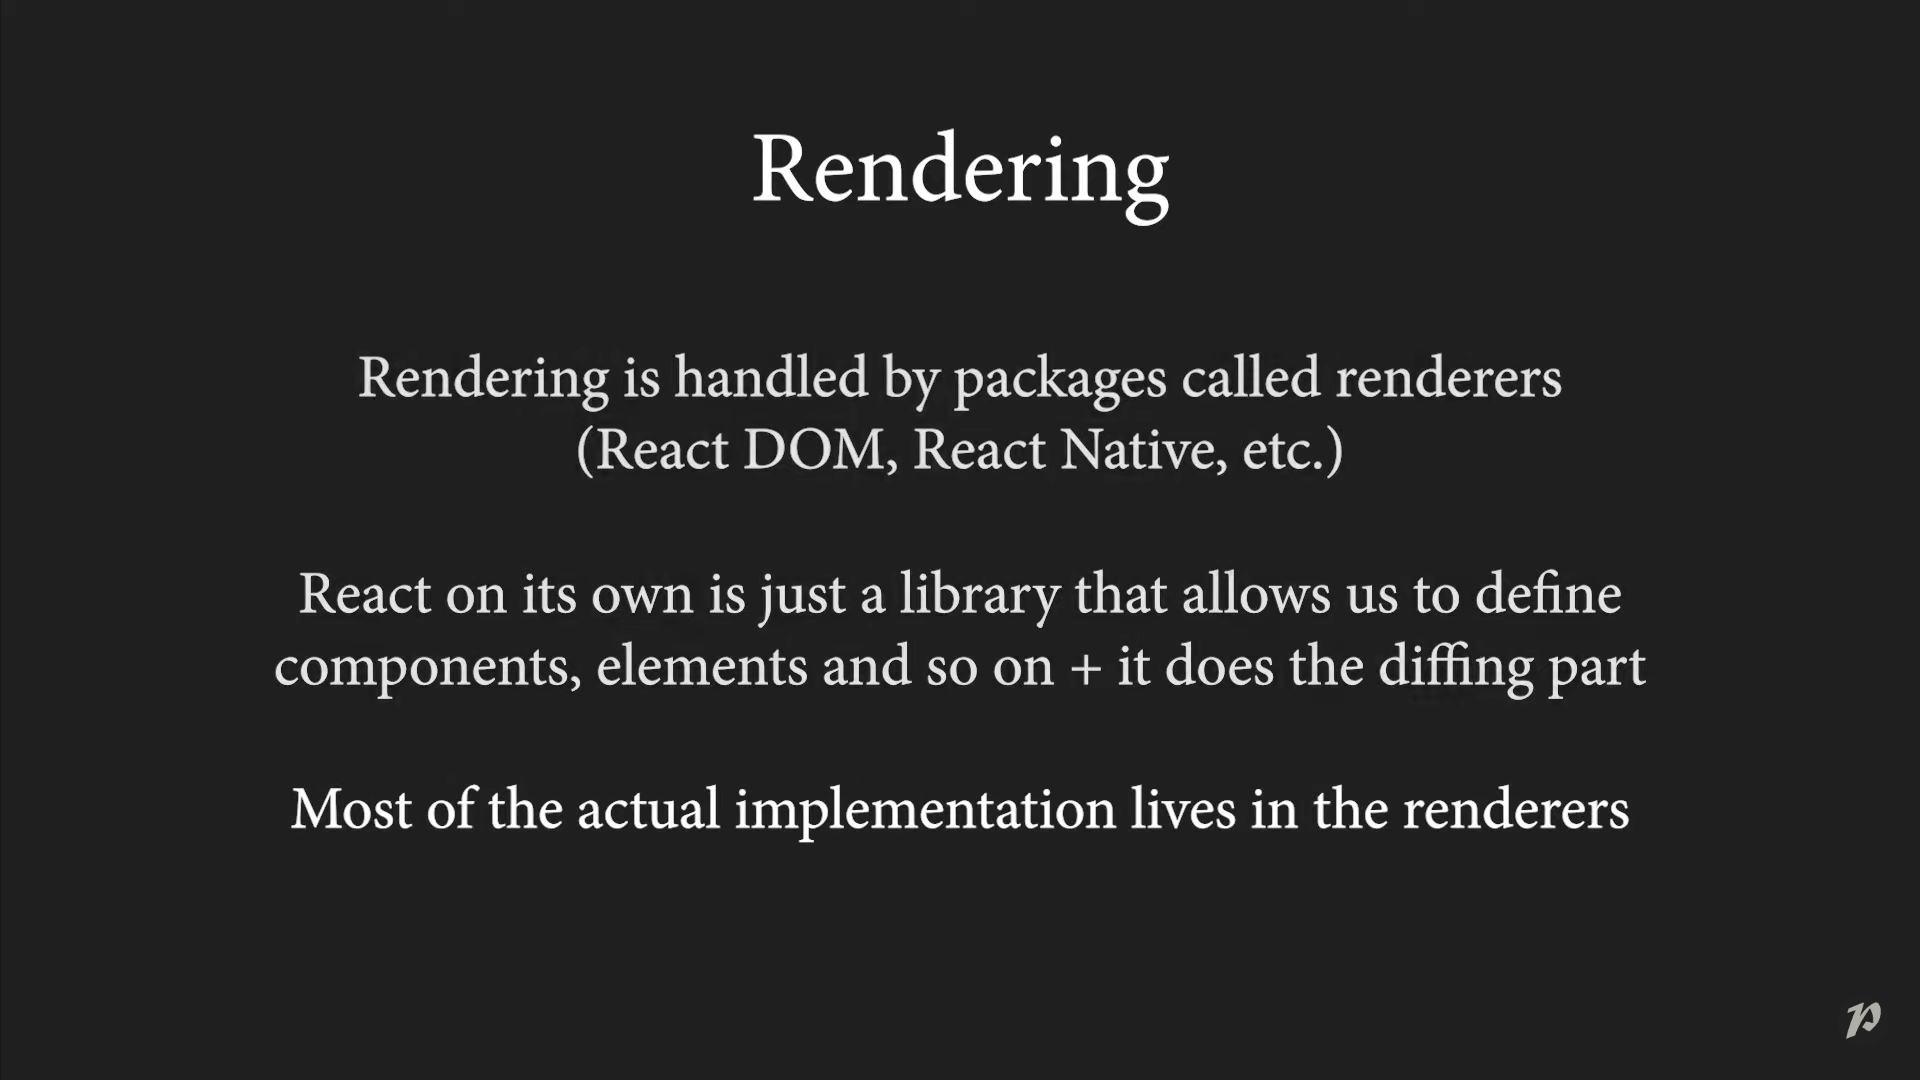 Rendering
Rendering is handled by packages called renderers
(React DOM, React Native, etc.)
React on its own is just a library that allows us to define
components, elements and so on + it does the diffing part
Most of the actual implementation lives in the renderers